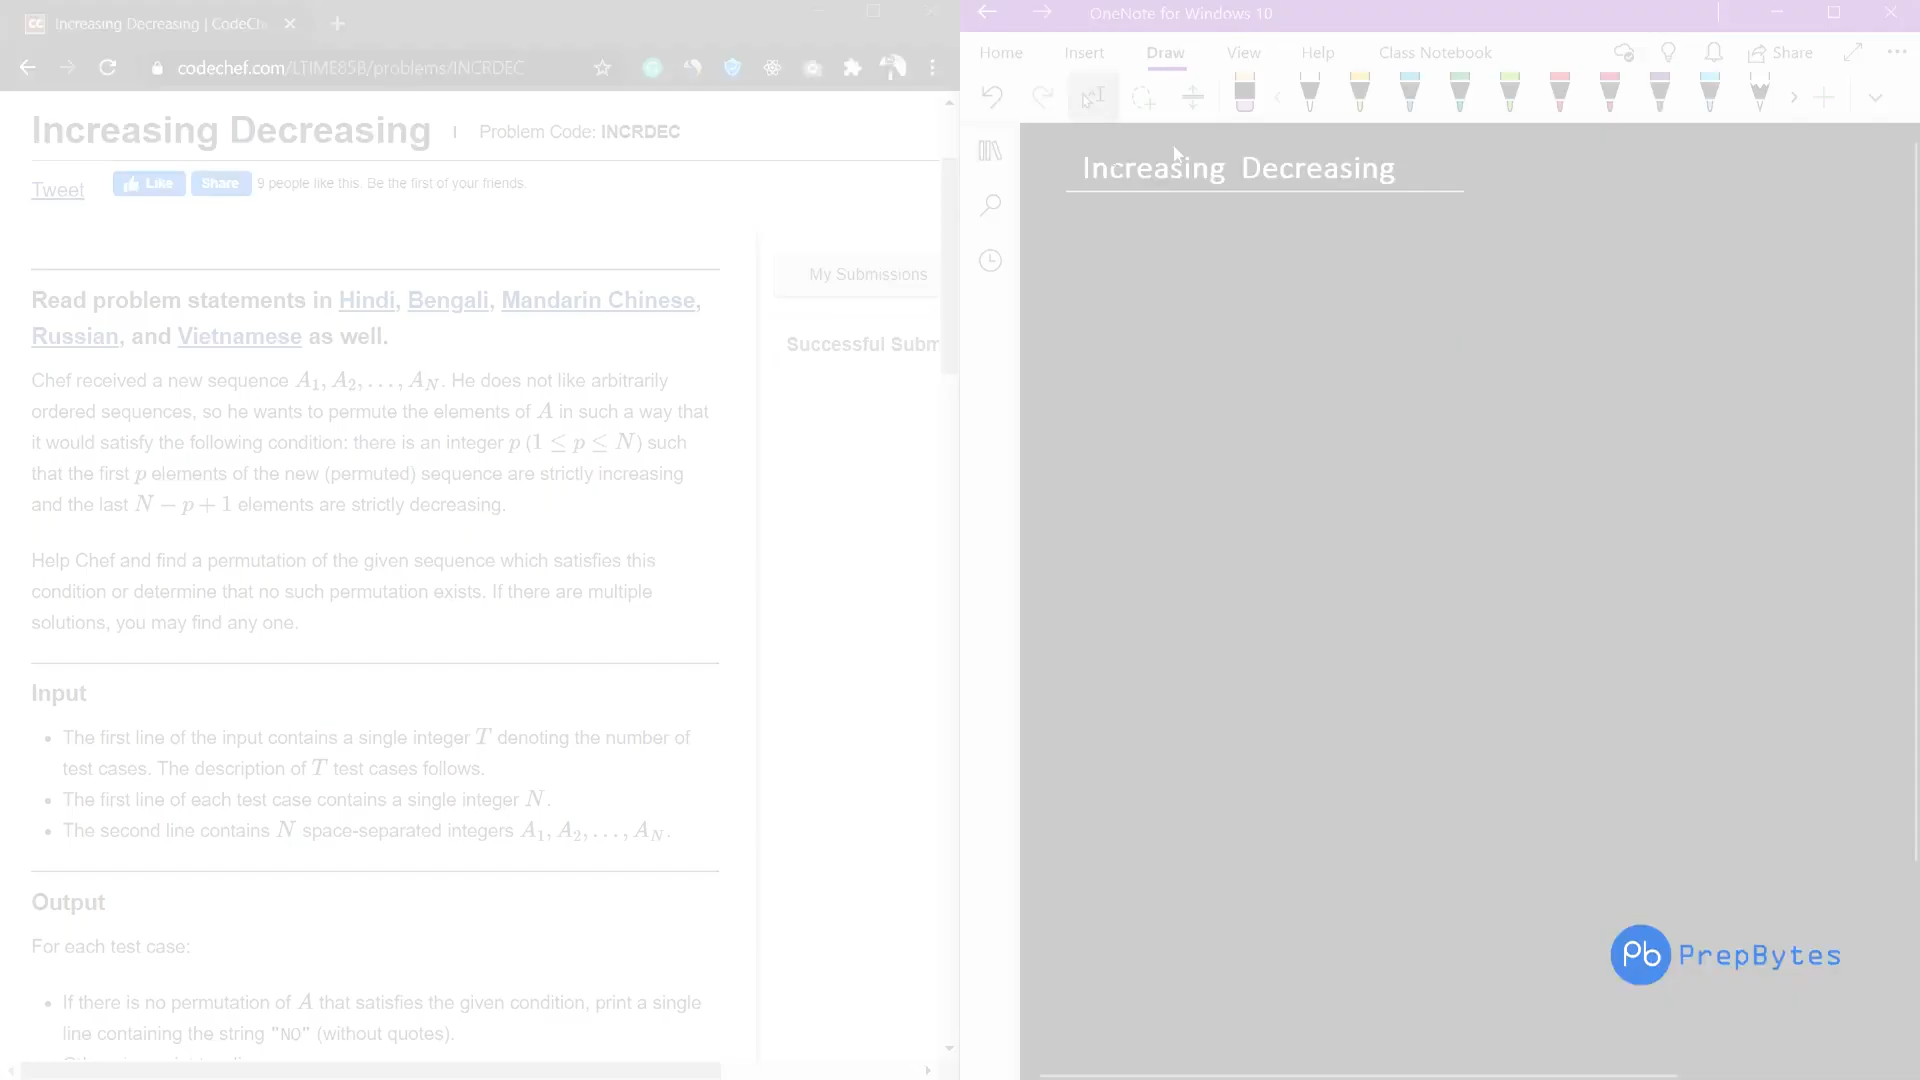 Increasing Decreasing | CodeCh
codechef.com/LTIME85B/problems/INCRDEC
Increasing Decreasing
Problem Code: INCRDEC
Tweet
Like
Share
9 people like this. Be the first of your friends.
My Submissions
Successful Subm
Read problem statements in Hindi, Bengali, Mandarin Chinese,
Russian, and Vietnamese as well.
Chef received a new sequence A₁, A₂, . . . , A_N. He does not like arbitrarily
ordered sequences, so he wants to permute the elements of A in such a way that
it would satisfy the following condition: there is an integer p (1 ≤ p ≤ N) such
that the first p elements of the new (permuted) sequence are strictly increasing
and the last N − p + 1 elements are strictly decreasing.
Help Chef and find a permutation of the given sequence which satisfies this
condition or determine that no such permutation exists. If there are multiple
solutions, you may find any one.
Input
• The first line of the input contains a single integer T denoting the number of
test cases. The description of T test cases follows.
• The first line of each test case contains a single integer N.
• The second line contains N space-separated integers A₁, A₂, . . . , A_N.
Output
For each test case:
• If there is no permutation of A that satisfies the given condition, print a single
line containing the string "NO" (without quotes).
OneNote for Windows 10
Home
Insert
Draw
View
Help
Class Notebook
Share
Increasing Decreasing
Pb PrepBytes